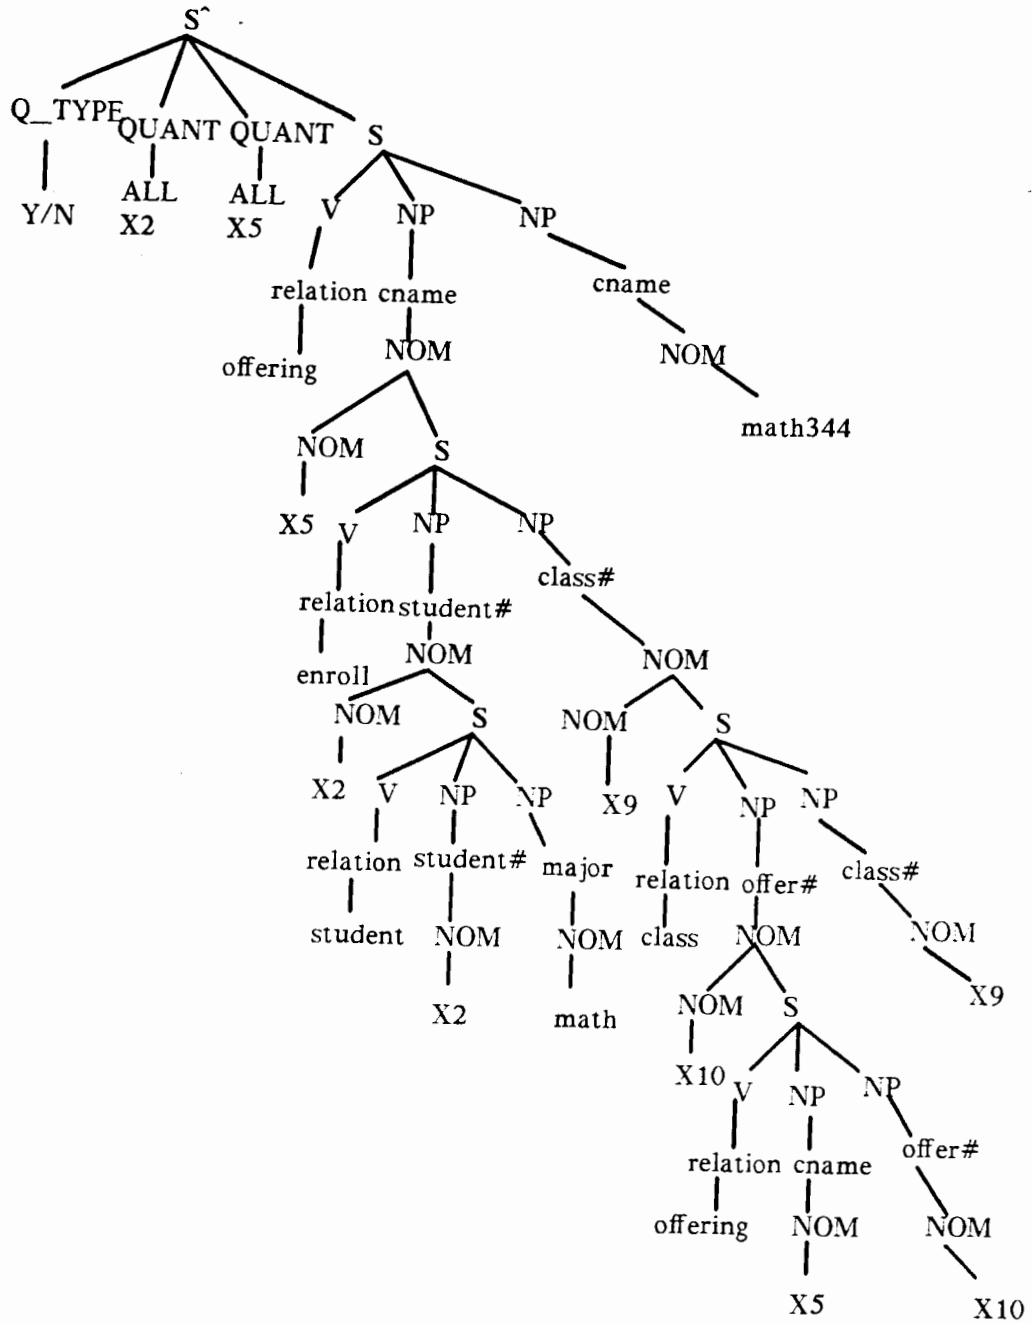 S^
Q_TYPE QUANT QUANT S
Y/N ALL ALL V NP NP
X2 X5
relation cname cname
offering NOM NOM
math344
NOM S
X5 V NP NP
class#
relation student#
enroll NOM NOM
NOM S NOM S
X2 V NP NP X9 V NP NP
relation student# major relation offer# class#
student NOM NOM class NOM NOM
X2 math NOM S X9
X10 V NP NP
offer#
relation cname
offering NOM NOM
X5 X10